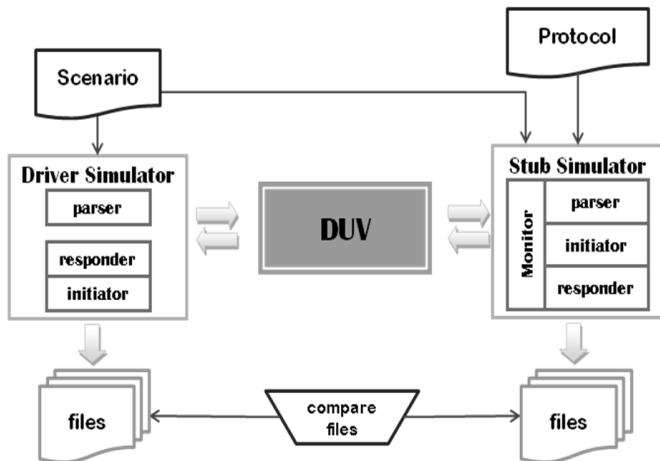 Protocol
Scenario
Driver Simulator
parser
responder
initiator
DUV
Stub Simulator
Monitor
parser
initiator
responder
files
compare
files
files